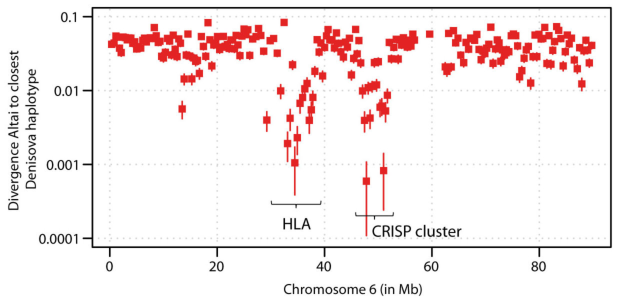 Divergence Altai to closest
Denisova haplotype
0.1
0.01
0.001
0.0001
HLA
CRISP cluster
0 20 40 60 80
Chromosome 6 (in Mb)